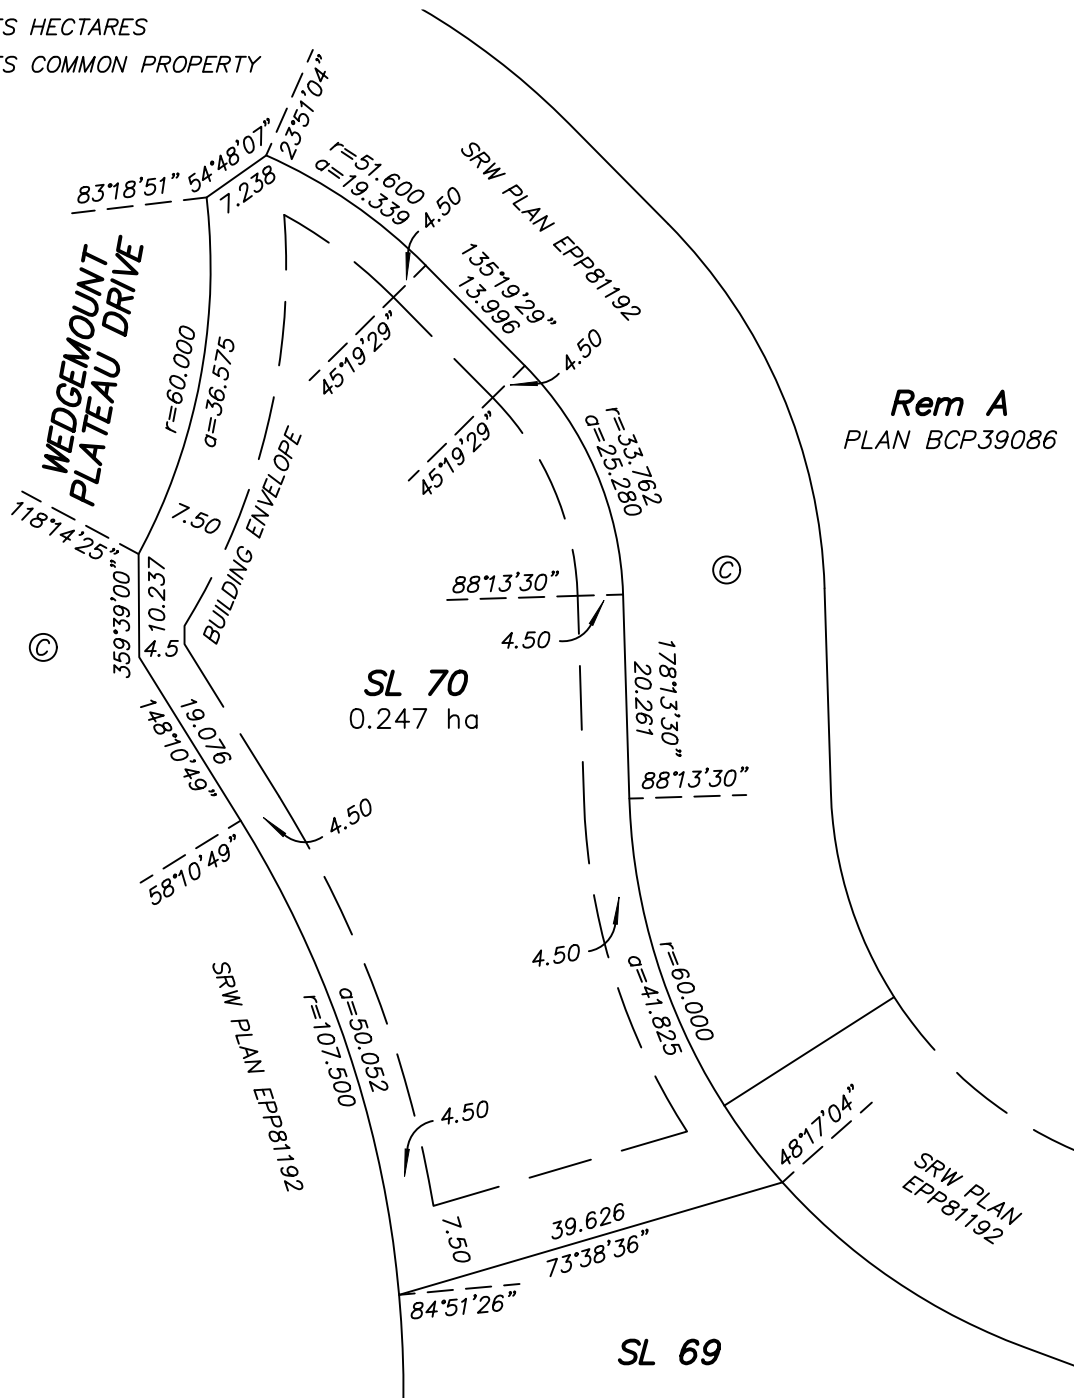 TS HECTARES
TS COMMON PROPERTY
23°51'04"
54°48'07"
83°18'51"
7.238
r=51.600
a=19.339
4.50
SRW PLAN EPP81192
135°19'29"
13.996
WEDGEMOUNT
PLATEAU DRIVE
r=60.000
a=36.575
45°19'29"
4.50
45°19'29"
r=33.762
a=25.280
Rem A
PLAN BCP39086
118°14'25"
7.50
BUILDING ENVELOPE
359°39'00"
10.237
4.5
88°13'30"
4.50
C
C
SL 70
0.247 ha
178°13'30"
20.261
88°13'30"
19.076
148°10'49"
4.50
58°10'49"
4.50
SRW PLAN EPP81192
a=50.052
r=107.500
r=60.000
a=41.825
4.50
48°17'04"
SRW PLAN
EPP81192
7.50
39.626
73°38'36"
84°51'26"
SL 69